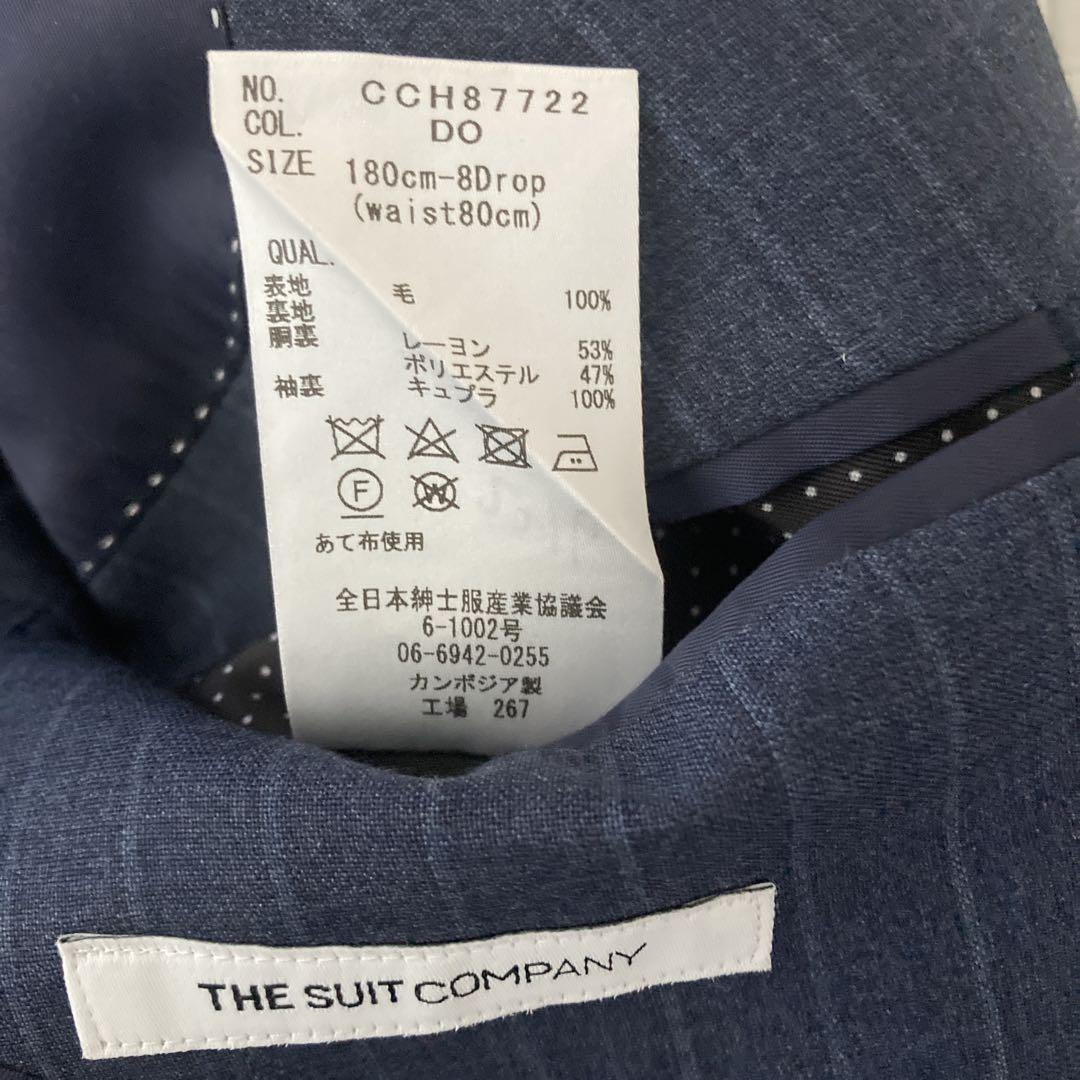 NO. CCH87722
COL. DO
SIZE 180cm-8Drop
(waist80cm)
QUAL.
表地 毛 100%
裏地
胴裏 レーヨン 53%
ポリエステル 47%
袖裏 キュプラ 100%
F W
あて布使用
全日本紳士服産業協議会
6-1002号
06-6942-0255
カンボジア製
工場 267
THE SUIT COMPANY